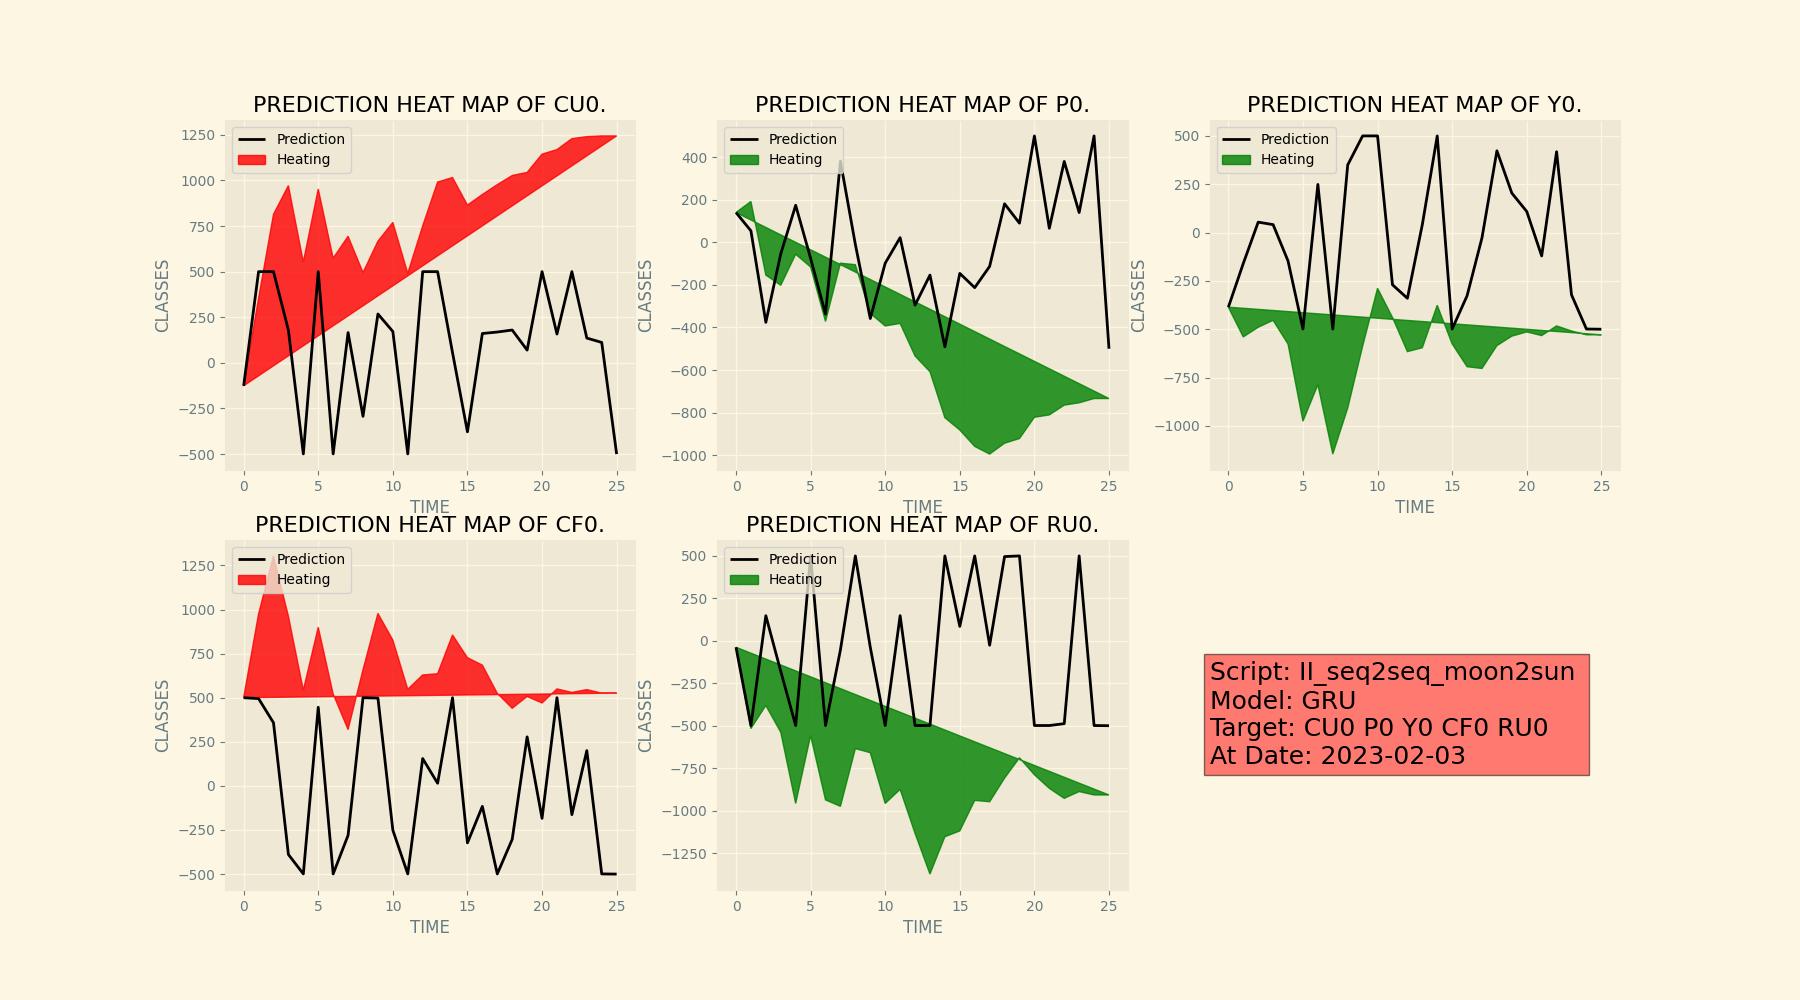 PREDICTION HEAT MAP OF CU0.
Prediction
Heating
1250
1000
750
500
250
0
−250
−500
CLASSES
0 5 10 15 20 25
TIME
PREDICTION HEAT MAP OF P0.
Prediction
Heating
400
200
0
−200
−400
−600
−800
−1000
CLASSES
0 5 10 15 20 25
TIME
PREDICTION HEAT MAP OF Y0.
Prediction
Heating
500
250
0
−250
−500
−750
−1000
CLASSES
0 5 10 15 20 25
TIME
PREDICTION HEAT MAP OF CF0.
Prediction
Heating
1250
1000
750
500
250
0
−250
−500
CLASSES
0 5 10 15 20 25
TIME
PREDICTION HEAT MAP OF RU0.
Prediction
Heating
500
250
0
−250
−500
−750
−1000
−1250
CLASSES
0 5 10 15 20 25
TIME
Script: II_seq2seq_moon2sun
Model: GRU
Target: CU0 P0 Y0 CF0 RU0
At Date: 2023-02-03